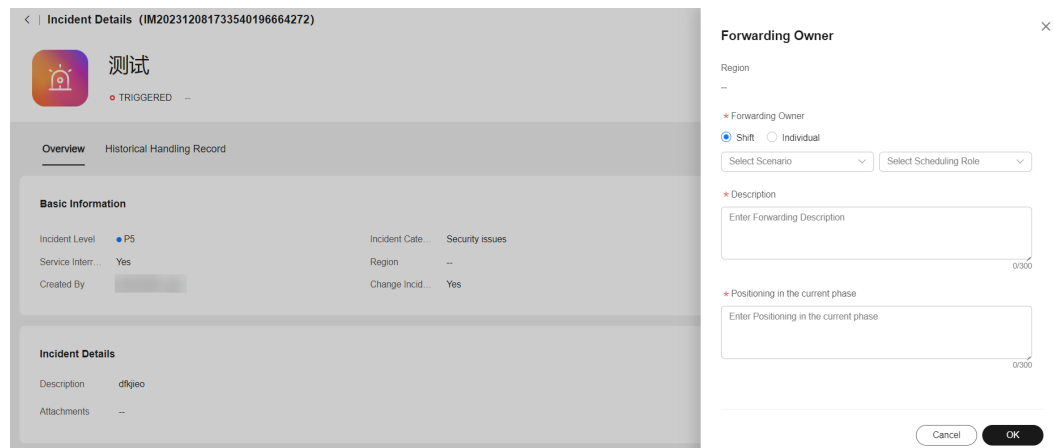 < | Incident Details (IM202312081733540196664272)
测试
TRIGGERED --
Overview Historical Handling Record
Basic Information
Incident Level P5 Incident Cate... Security issues
Service Interr... Yes Region --
Created By Change Incid... Yes
Incident Details
Description dfkjieo
Attachments --
Forwarding Owner
Region
--
* Forwarding Owner
Shift Individual
Select Scenario Select Scheduling Role
* Description
Enter Forwarding Description
0/300
* Positioning in the current phase
Enter Positioning in the current phase
0/300
Cancel OK